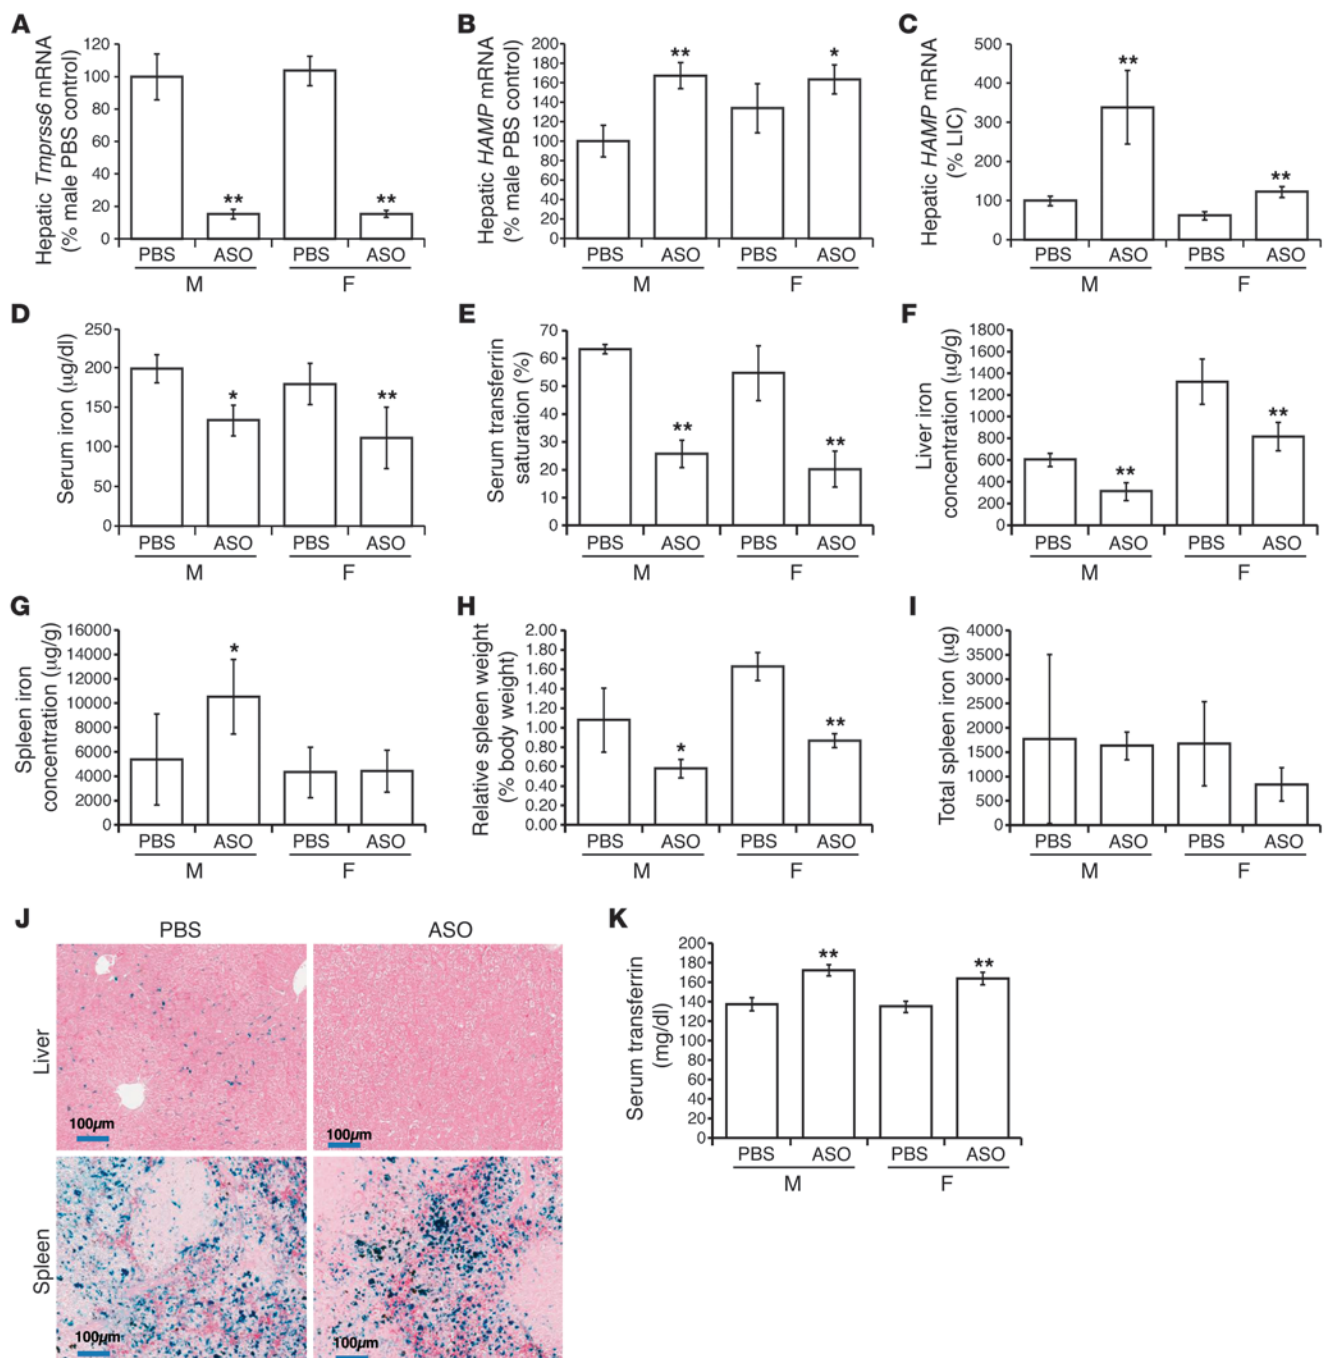 A
Hepatic Tmprss6 mRNA
(% male PBS control)
120
100
80
60
40
20
0
** **
PBS ASO PBS ASO
M F
B
Hepatic HAMP mRNA
(% male PBS control)
200
180
160
140
120
100
80
60
40
20
0
** *
PBS ASO PBS ASO
M F
C
Hepatic HAMP mRNA
(% LIC)
500
400
300
200
100
0
** **
PBS ASO PBS ASO
M F
D
Serum iron (µg/dl)
250
200
150
100
50
0
* **
PBS ASO PBS ASO
M F
E
Serum transferrin
saturation (%)
70
60
50
40
30
20
10
0
** **
PBS ASO PBS ASO
M F
F
Liver iron
concentration (µg/g)
1800
1600
1400
1200
1000
800
600
400
200
0
** **
PBS ASO PBS ASO
M F
G
Spleen iron
concentration (µg/g)
16000
14000
12000
10000
8000
6000
4000
2000
0
*
PBS ASO PBS ASO
M F
H
Relative spleen weight
(% body weight)
2.00
1.80
1.60
1.40
1.20
1.00
0.80
0.60
0.40
0.20
0.00
* **
PBS ASO PBS ASO
M F
I
Total spleen iron (µg)
4000
3500
3000
2500
2000
1500
1000
500
0
PBS ASO PBS ASO
M F
J
PBS ASO
Liver
100µm 100µm
Spleen
100µm 100µm
K
Serum transferrin
(mg/dl)
200
180
160
140
120
100
80
60
40
20
0
** **
PBS ASO PBS ASO
M F